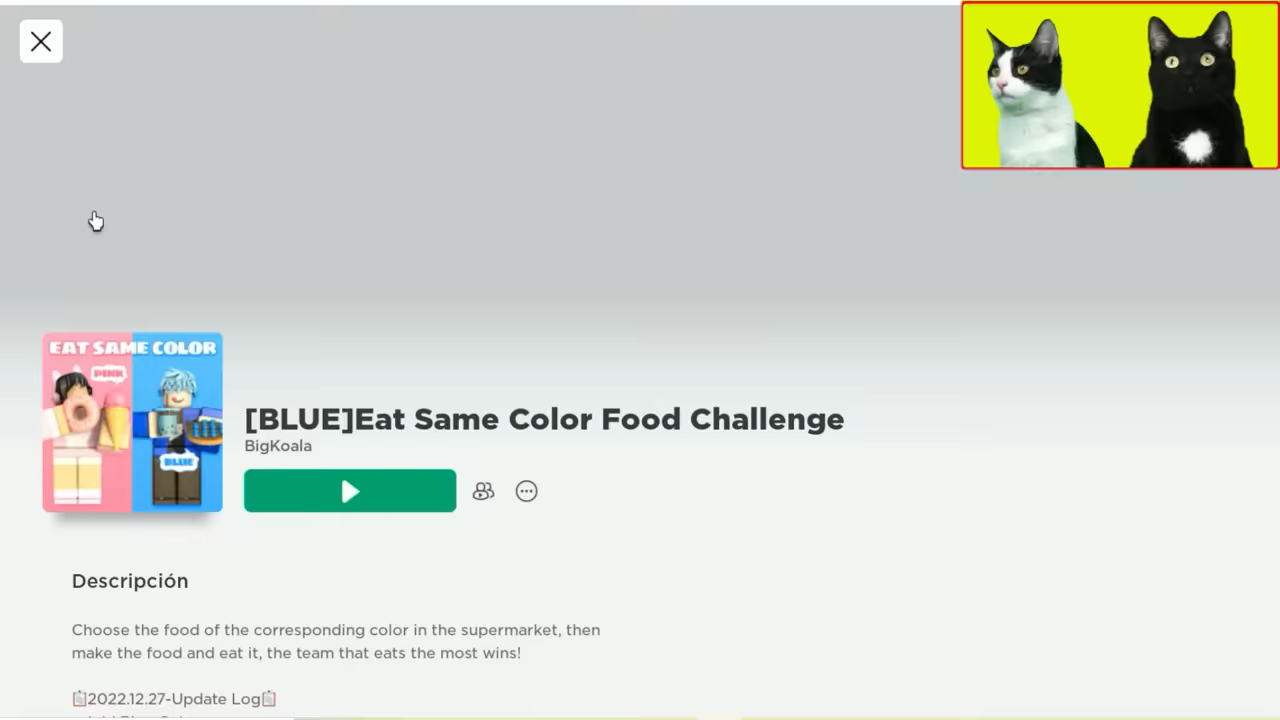 EAT SAME COLOR
PINK
BLUE
[BLUE]Eat Same Color Food Challenge
BigKoala
Descripción
Choose the food of the corresponding color in the supermarket, then
make the food and eat it, the team that eats the most wins!
📋2022.12.27-Update Log📋